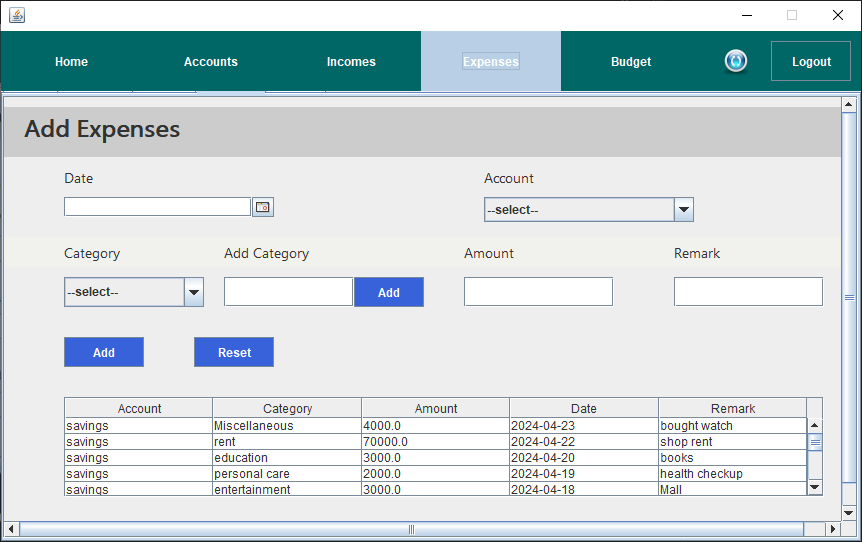 Home Accounts Incomes Expenses Budget Logout
Add Expenses
Date Account
--select--
Category Add Category Amount Remark
--select-- Add
Add Reset
Account Category Amount Date Remark
savings Miscellaneous 4000.0 2024-04-23 bought watch
savings rent 70000.0 2024-04-22 shop rent
savings education 3000.0 2024-04-20 books
savings personal care 2000.0 2024-04-19 health checkup
savings entertainment 3000.0 2024-04-18 Mall